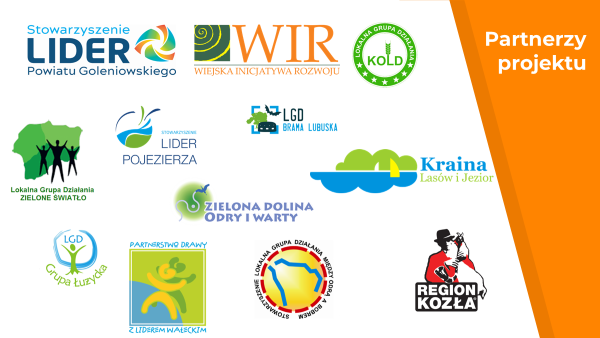 Stowarzyszenie
LIDER
Powiatu Goleniowskiego
WIR
WIEJSKA INICJATYWA ROZWOJU
LOKALNA GRUPA DZIAŁANIA
KOLD
Partnerzy
projektu
Lokalna Grupa Działania
ZIELONE ŚWIATŁO
STOWARZYSZENIE
LIDER
POJEZIERZA
LGD
BRAMA LUBUSKA
Kraina
Lasów i Jezior
ZIELONA DOLINA
ODRY I WARTY
LGD
Grupa Łużycka
PARTNERSTWO DRAWY
Z LIDEREM WAŁECKIM
STOWARZYSZENIE LOKALNA GRUPA DZIAŁANIA MIĘDZY ODRĄ A BOBREM
REGION
KOZŁA